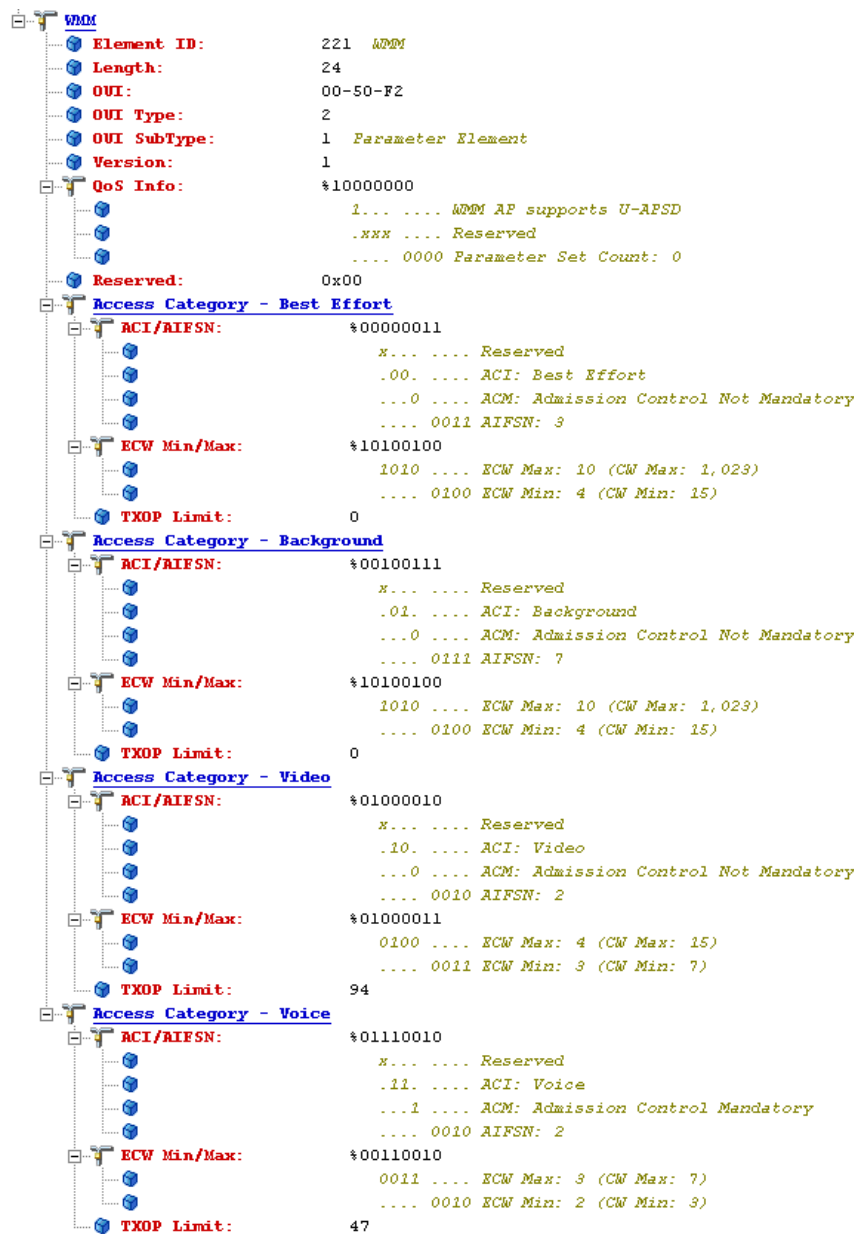 WMM
Element ID: 221 WMM
Length: 24
OUI: 00-50-F2
OUI Type: 2
OUI SubType: 1 Parameter Element
Version: 1
QoS Info: %10000000
1... .... WMM AP supports U-APSD
.xxx .... Reserved
.... 0000 Parameter Set Count: 0
Reserved: 0x00
Access Category - Best Effort
ACI/AIFSN: %00000011
x... .... Reserved
.00. .... ACI: Best Effort
...0 .... ACM: Admission Control Not Mandatory
.... 0011 AIFSN: 3
ECW Min/Max: %10100100
1010 .... ECW Max: 10 (CW Max: 1,023)
.... 0100 ECW Min: 4 (CW Min: 15)
TXOP Limit: 0
Access Category - Background
ACI/AIFSN: %00100111
x... .... Reserved
.01. .... ACI: Background
...0 .... ACM: Admission Control Not Mandatory
.... 0111 AIFSN: 7
ECW Min/Max: %10100100
1010 .... ECW Max: 10 (CW Max: 1,023)
.... 0100 ECW Min: 4 (CW Min: 15)
TXOP Limit: 0
Access Category - Video
ACI/AIFSN: %01000010
x... .... Reserved
.10. .... ACI: Video
...0 .... ACM: Admission Control Not Mandatory
.... 0010 AIFSN: 2
ECW Min/Max: %01000011
0100 .... ECW Max: 4 (CW Max: 15)
.... 0011 ECW Min: 3 (CW Min: 7)
TXOP Limit: 94
Access Category - Voice
ACI/AIFSN: %01110010
x... .... Reserved
.11. .... ACI: Voice
...1 .... ACM: Admission Control Mandatory
.... 0010 AIFSN: 2
ECW Min/Max: %00110010
0011 .... ECW Max: 3 (CW Max: 7)
.... 0010 ECW Min: 2 (CW Min: 3)
TXOP Limit: 47